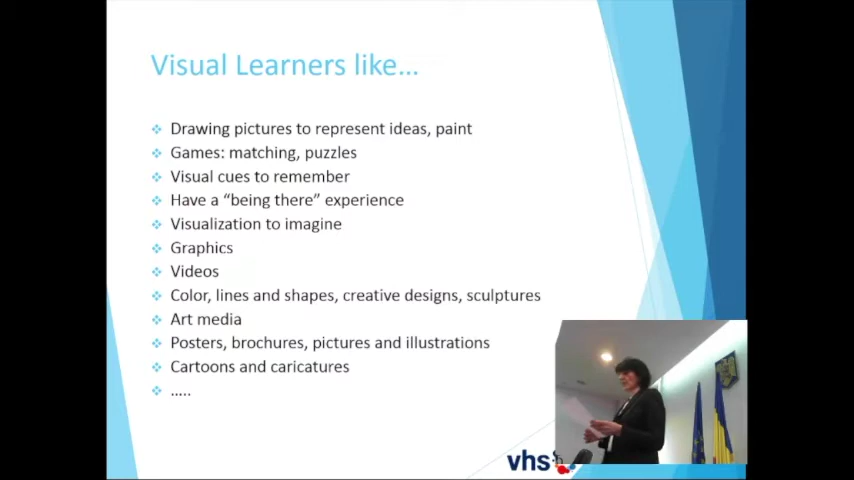 Visual Learners like...
Drawing pictures to represent ideas, paint
Games: matching, puzzles
Visual cues to remember
Have a “being there” experience
Visualization to imagine
Graphics
Videos
Color, lines and shapes, creative designs, sculptures
Art media
Posters, brochures, pictures and illustrations
Cartoons and caricatures
.....
vhs